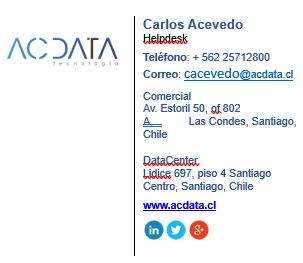 ACDATA
Tecnología
Carlos Acevedo
Helpdesk
Teléfono: + 562 25712800
Correo: cacevedo@acdata.cl
Comercial
Av. Estoril 50, of 802
A,... Las Condes, Santiago,
Chile
DataCenter
Lidice 697, piso 4 Santiago
Centro, Santiago, Chile
www.acdata.cl